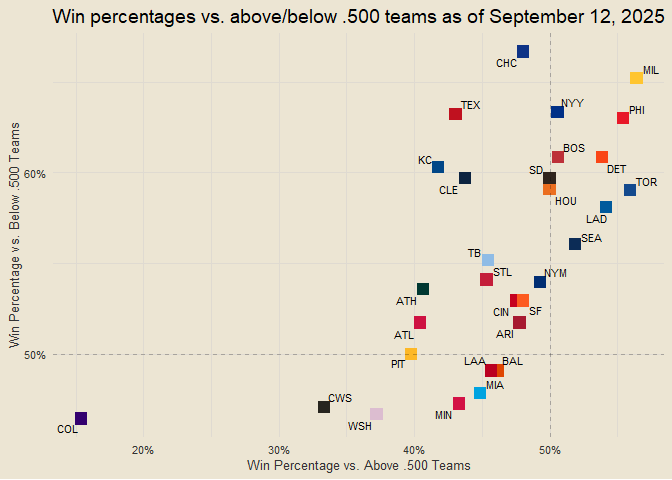 Win percentages vs. above/below .500 teams as of September 12, 2025
CHC
MIL
TEX
NYY
PHI
BOS
KC
DET
SD
60%
CLE
TOR
HOU
LAD
SEA
TB
STL
NYM
ATH
CIN
SF
ATL
ARI
50%
PIT
LAA
BAL
MIA
CWS
MIN
WSH
COL
Win Percentage vs. Below .500 Teams
20%
30%
40%
50%
Win Percentage vs. Above .500 Teams